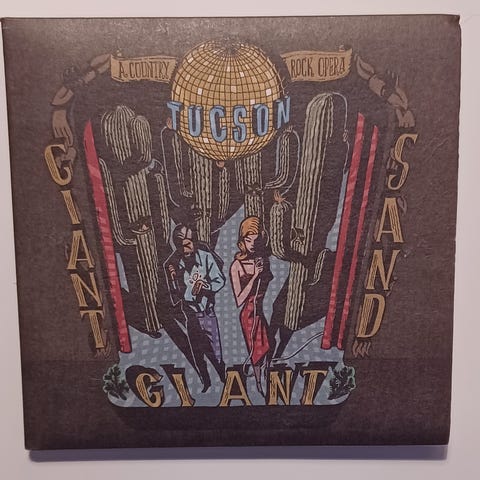 A COUNTRY
ROCK OPERA
TUCSON
GIANT
GIANT
SAND